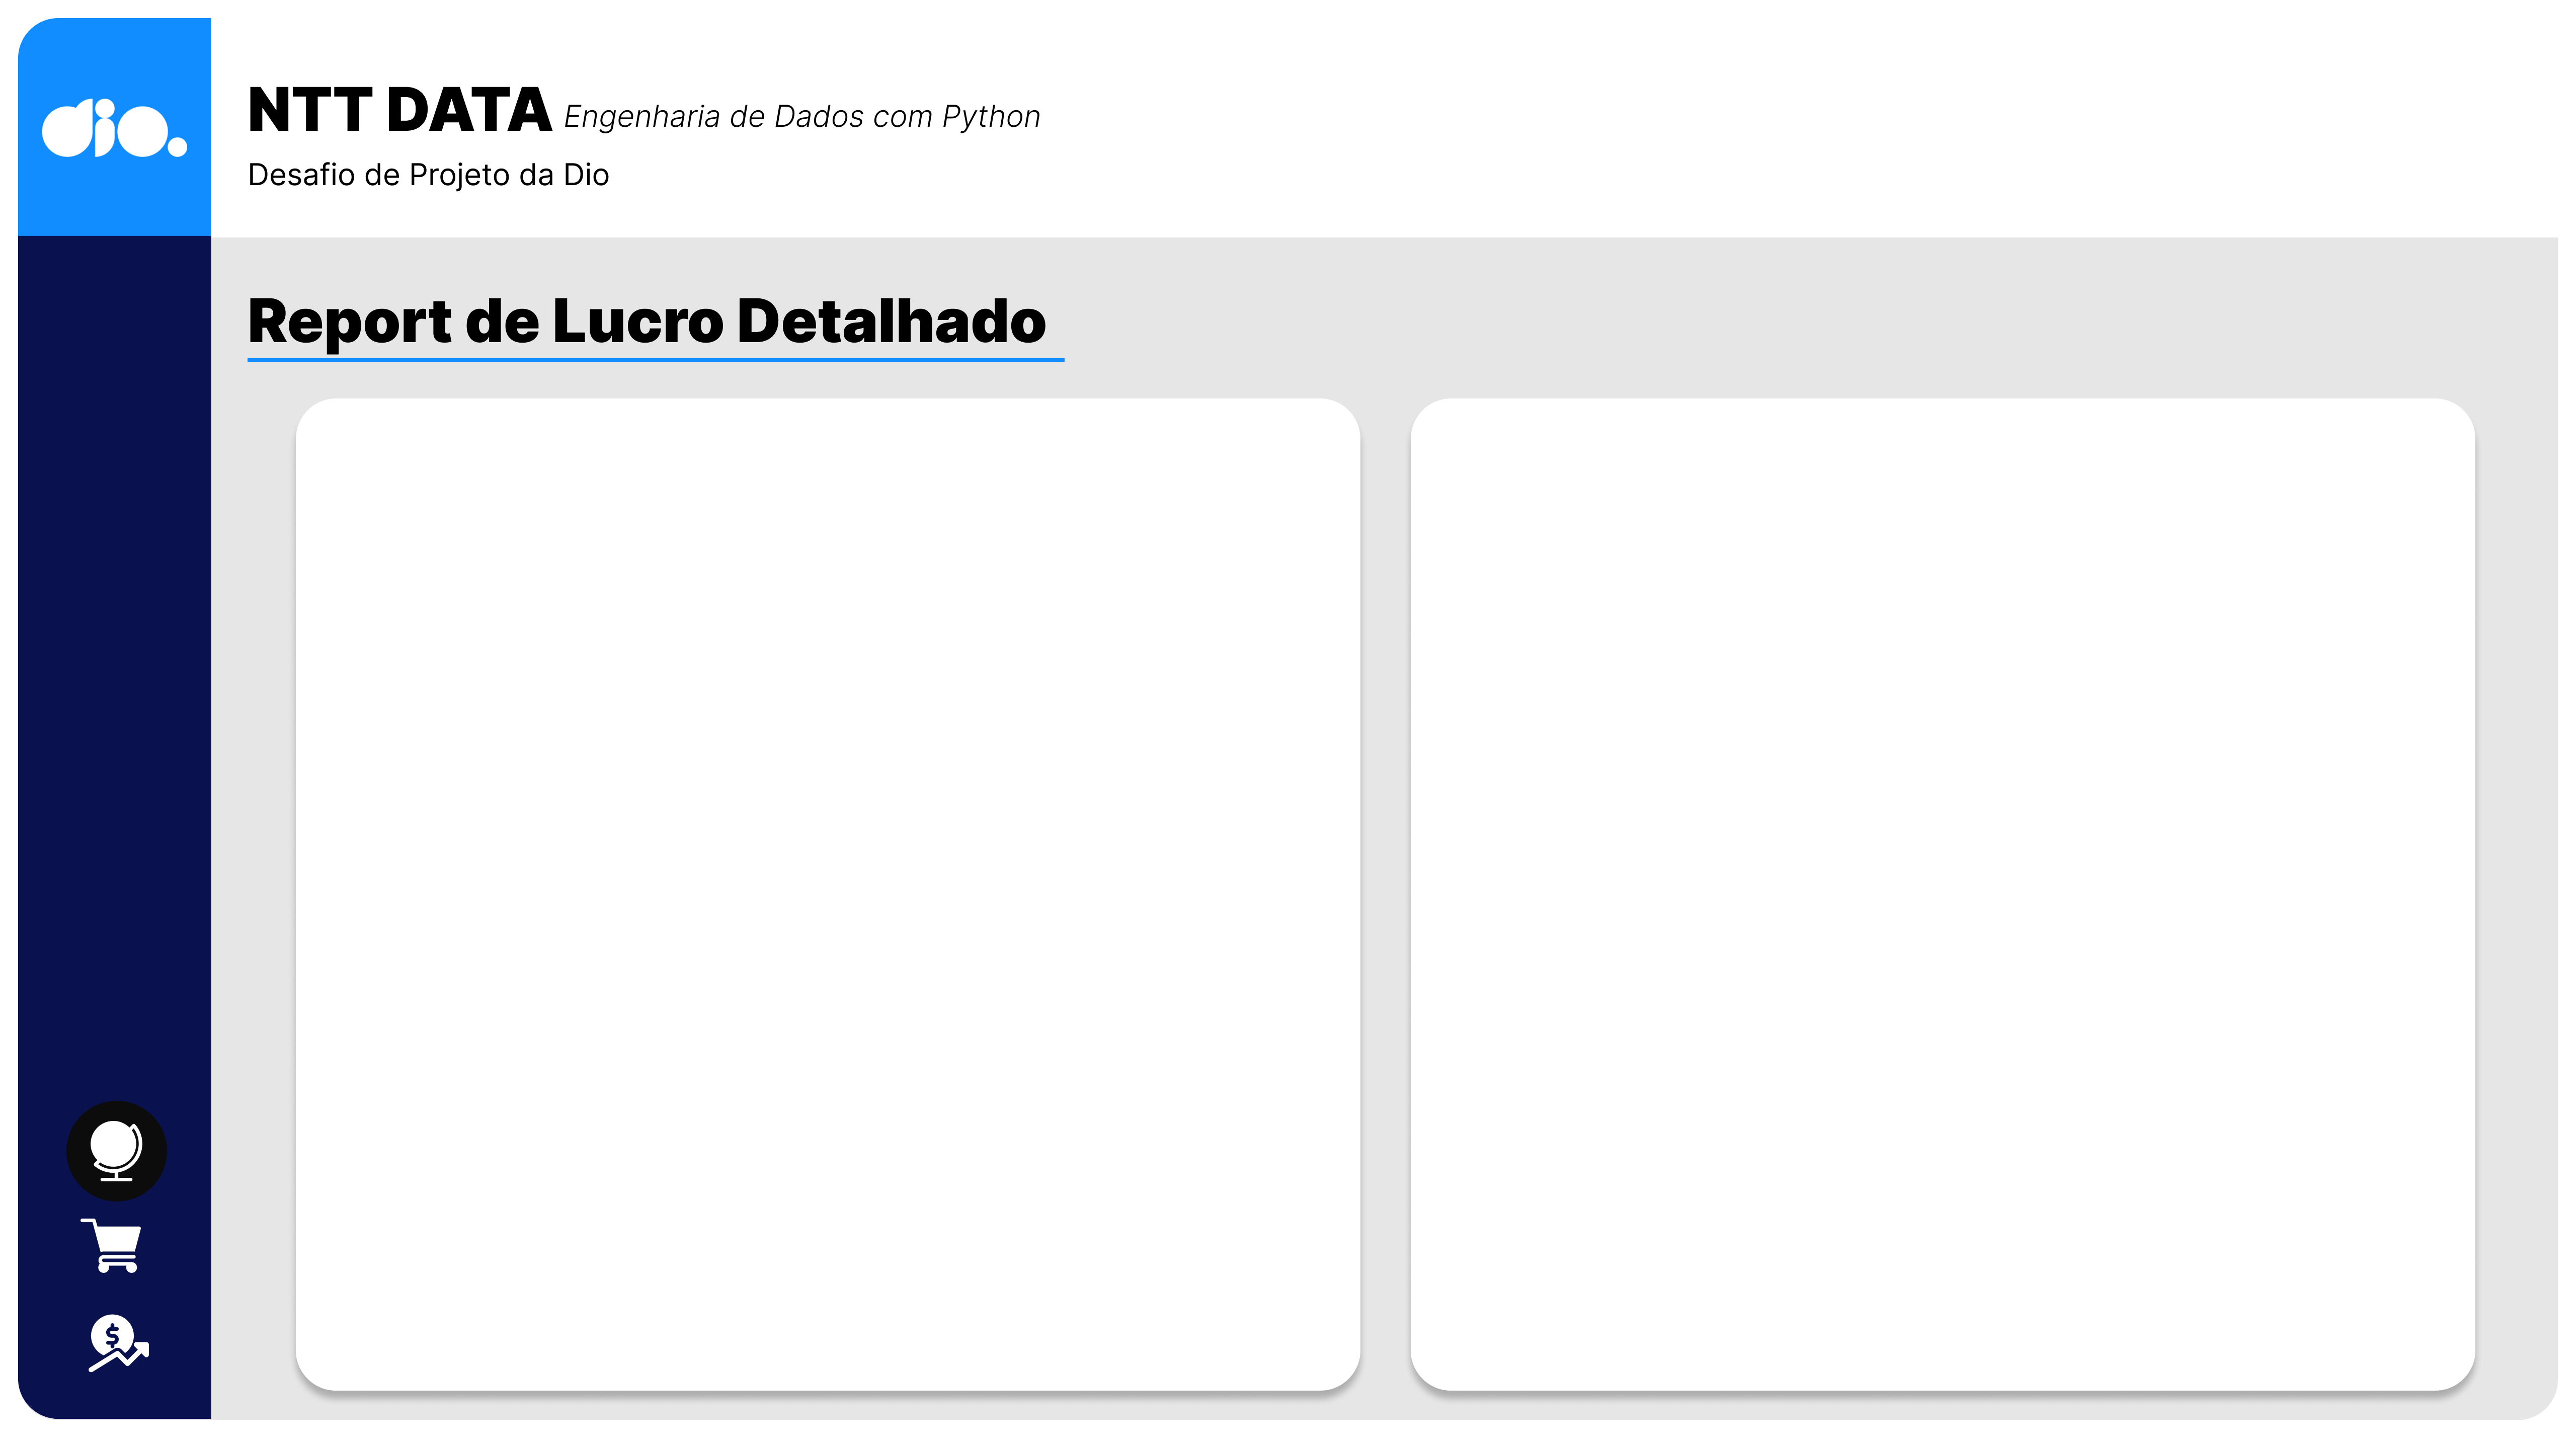 dio.
NTT DATA Engenharia de Dados com Python
Desafio de Projeto da Dio
Report de Lucro Detalhado
$